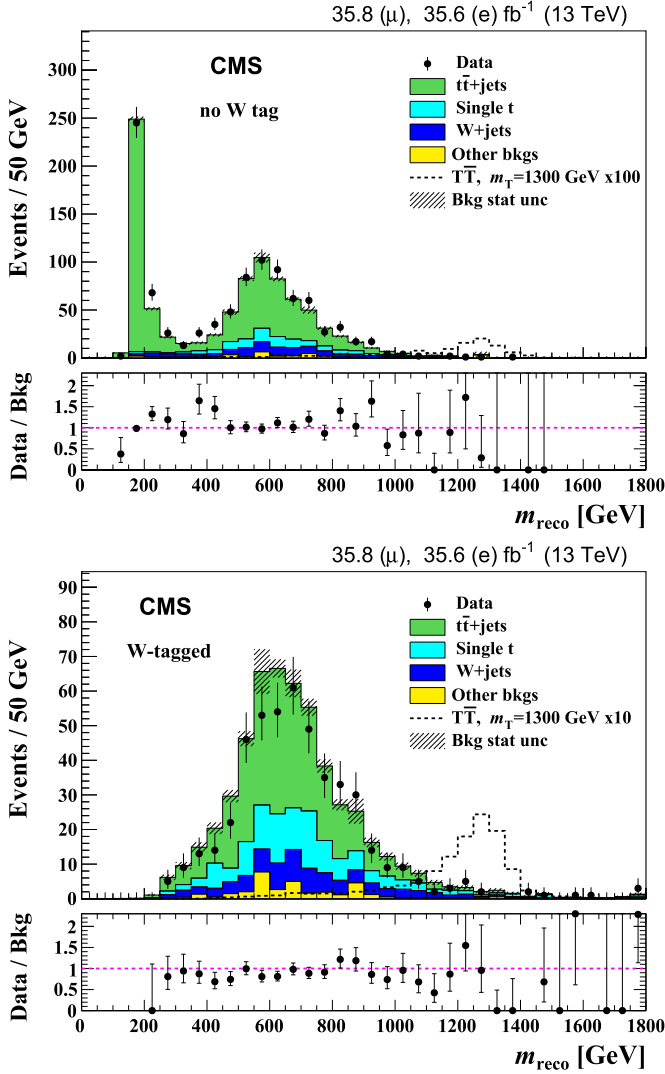 35.8 (μ), 35.6 (e) fb⁻¹ (13 TeV)
CMS
no W tag
Data
tt̅+jets
Single t
W+jets
Other bkgs
TT̅, m_T=1300 GeV x100
Bkg stat unc
Events / 50 GeV
300
250
200
150
100
50
0
Data / Bkg
2
1.5
1
0.5
0
0 200 400 600 800 1000 1200 1400 1600 1800
m_reco [GeV]
35.8 (μ), 35.6 (e) fb⁻¹ (13 TeV)
CMS
W-tagged
Data
tt̅+jets
Single t
W+jets
Other bkgs
TT̅, m_T=1300 GeV x10
Bkg stat unc
Events / 50 GeV
90
80
70
60
50
40
30
20
10
0
Data / Bkg
2
1.5
1
0.5
0
0 200 400 600 800 1000 1200 1400 1600 1800
m_reco [GeV]